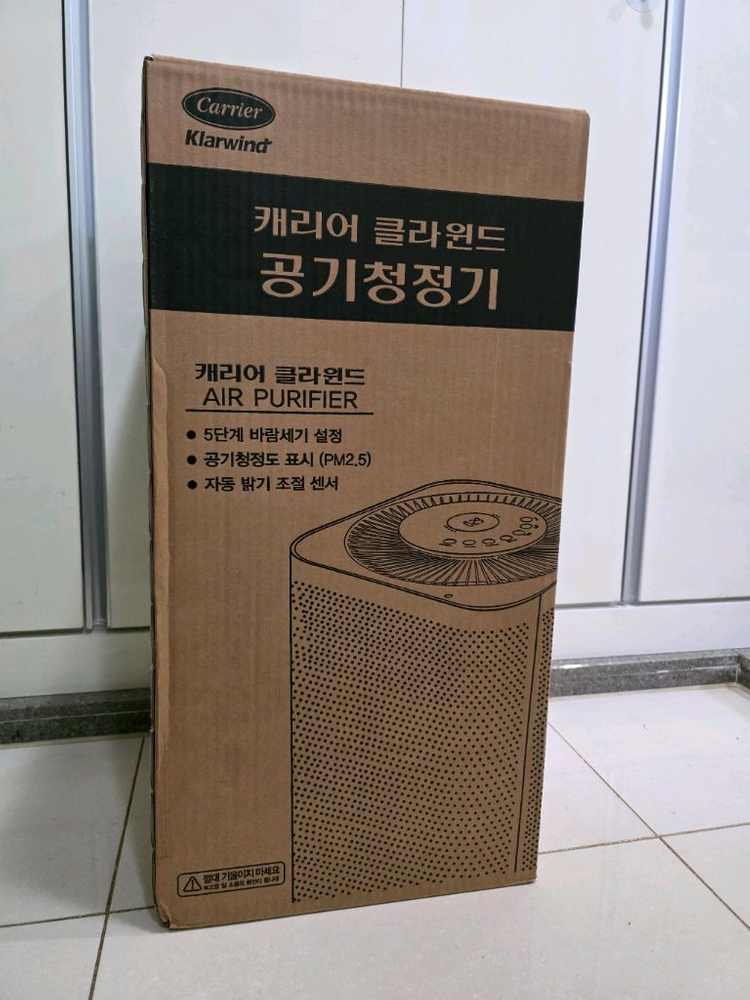 Carrier
Klarwind
캐리어 클라윈드
공기청정기
캐리어 클라윈드
AIR PURIFIER
● 5단계 바람세기 설정
● 공기청정도 표시 (PM2.5)
● 자동 밝기 조절 센서
절대 기울이지 마세요